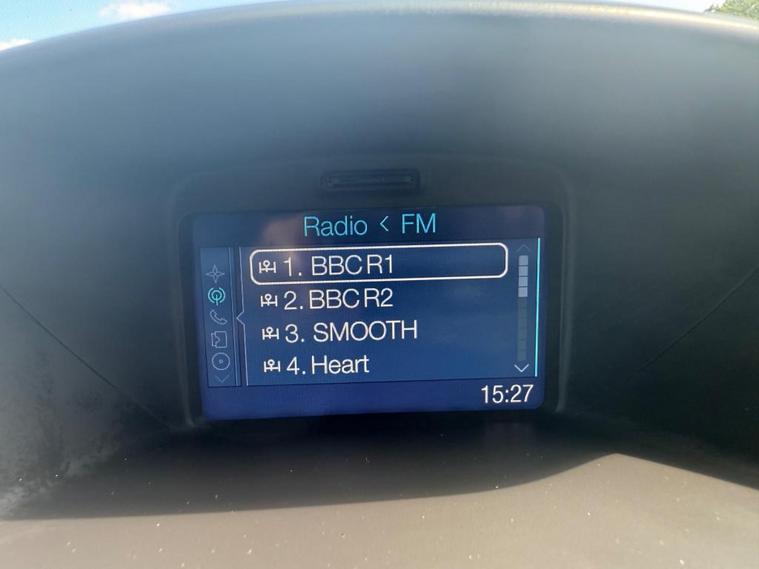 Radio < FM
1. BBC R1
2. BBC R2
3. SMOOTH
4. Heart
15:27